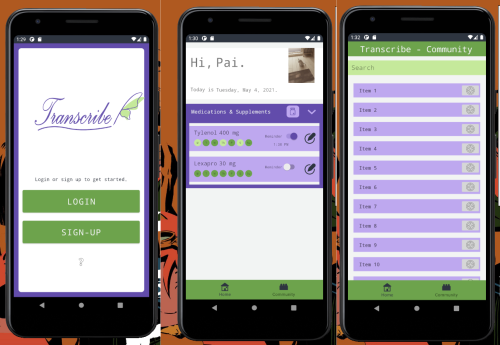 1:29
Transcribe
Login or sign up to get started.
LOGIN
SIGN-UP
?
1:30
Hi, Pai.
Today is Tuesday, May 4, 2021.
Medications & Supplements
Tylenol 400 mg
Reminder
1:30 PM
Lexapro 36 mg
Reminder
Home
Community
1:32
Transcribe - Community
Search
Item 1
Item 2
Item 3
Item 4
Item 5
Item 6
Item 7
Item 8
Item 9
Item 10
Home
Community